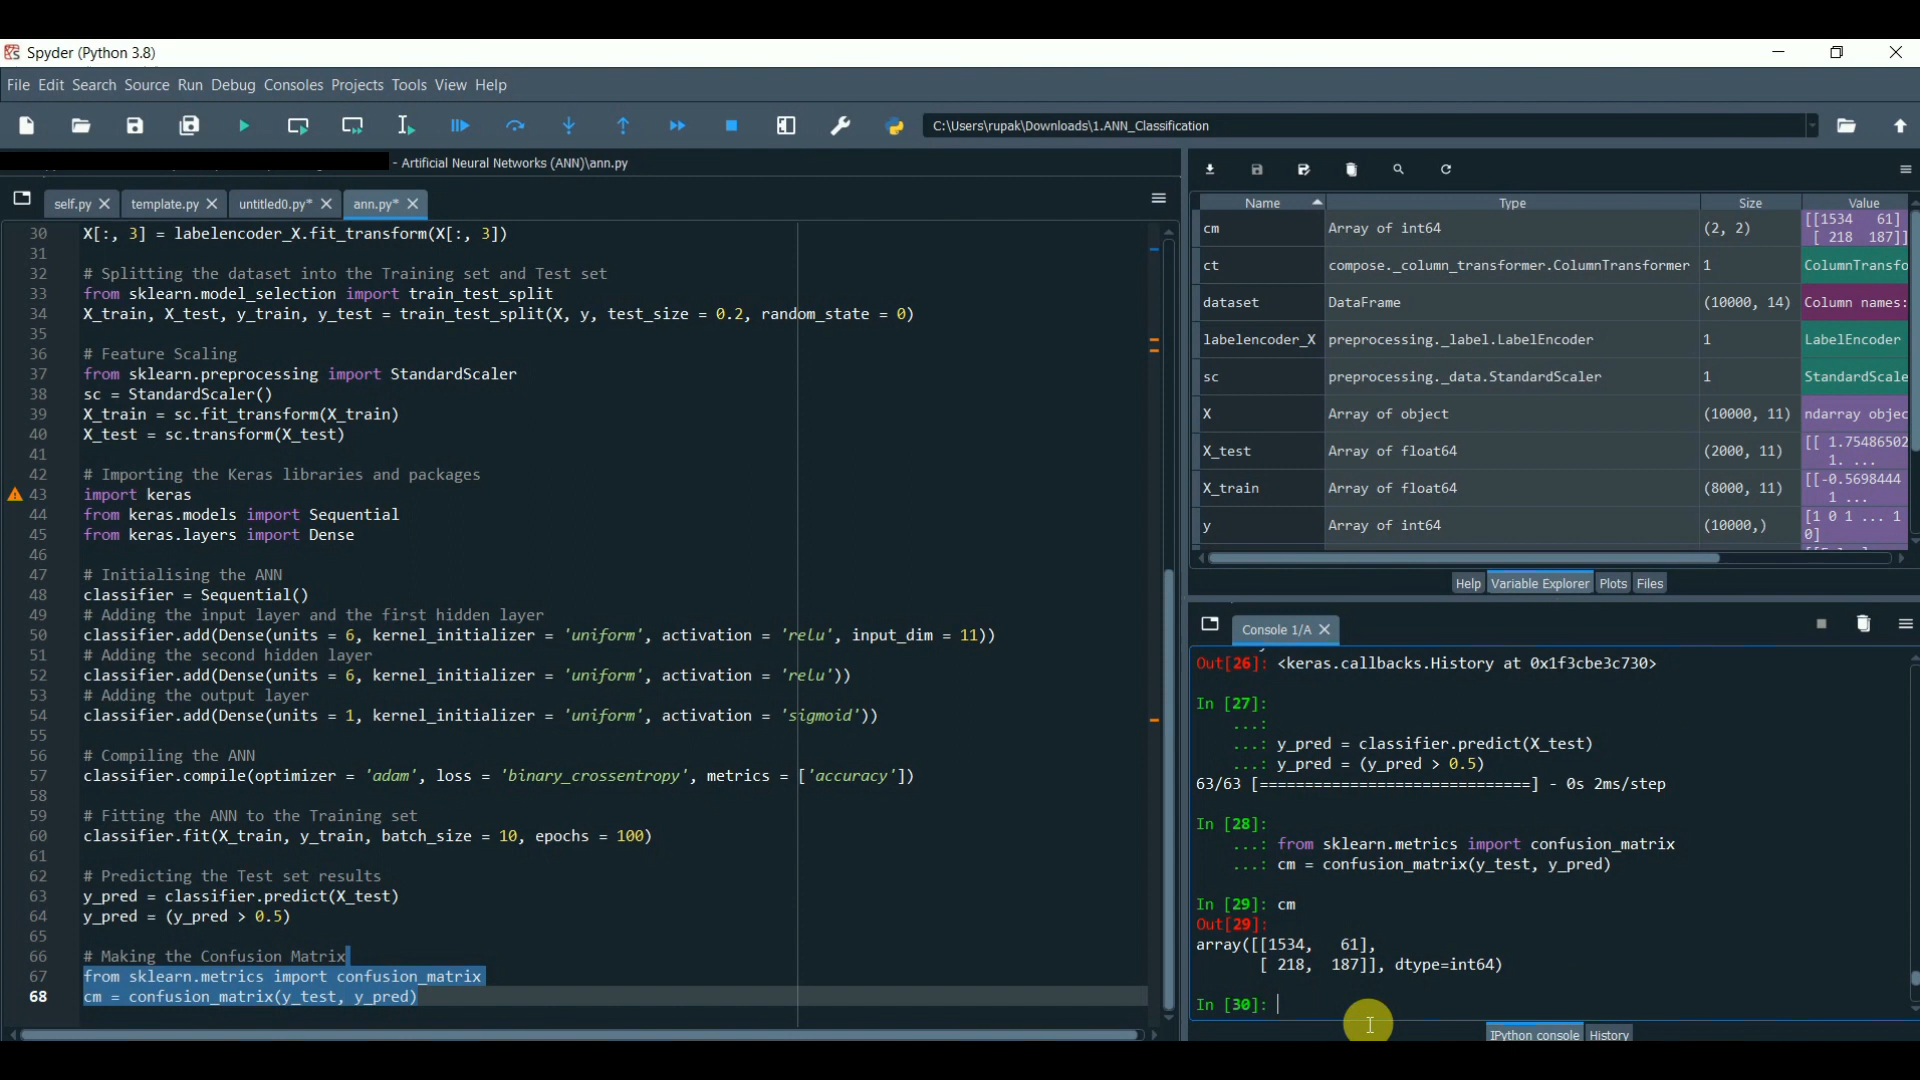 Spyder (Python 3.8)
File Edit Search Source Run Debug Consoles Projects Tools View Help
C:\Users\rupak\Downloads\1.ANN_Classification
- Artificial Neural Networks (ANN)\ann.py
self.py template.py untitled0.py* ann.py*
30 X[:, 3] = labelencoder_X.fit_transform(X[:, 3])
31
32 # Splitting the dataset into the Training set and Test set
33 from sklearn.model_selection import train_test_split
34 X_train, X_test, y_train, y_test = train_test_split(X, y, test_size = 0.2, random_state = 0)
35
36 # Feature Scaling
37 from sklearn.preprocessing import StandardScaler
38 sc = StandardScaler()
39 X_train = sc.fit_transform(X_train)
40 X_test = sc.transform(X_test)
41
42 # Importing the Keras libraries and packages
43 import keras
44 from keras.models import Sequential
45 from keras.layers import Dense
46
47 # Initialising the ANN
48 classifier = Sequential()
49 # Adding the input layer and the first hidden layer
50 classifier.add(Dense(units = 6, kernel_initializer = 'uniform', activation = 'relu', input_dim = 11))
51 # Adding the second hidden layer
52 classifier.add(Dense(units = 6, kernel_initializer = 'uniform', activation = 'relu'))
53 # Adding the output layer
54 classifier.add(Dense(units = 1, kernel_initializer = 'uniform', activation = 'sigmoid'))
55
56 # Compiling the ANN
57 classifier.compile(optimizer = 'adam', loss = 'binary_crossentropy', metrics = ['accuracy'])
58
59 # Fitting the ANN to the Training set
60 classifier.fit(X_train, y_train, batch_size = 10, epochs = 100)
61
62 # Predicting the Test set results
63 y_pred = classifier.predict(X_test)
64 y_pred = (y_pred > 0.5)
65
66 # Making the Confusion Matrix
67 from sklearn.metrics import confusion_matrix
68 cm = confusion_matrix(y_test, y_pred)
Name Type Size Value
cm Array of int64 (2, 2) [[1534 61]
[ 218 187]]
ct compose._column_transformer.ColumnTransformer 1 ColumnTransfo
dataset DataFrame (10000, 14) Column names:
labelencoder_X preprocessing._label.LabelEncoder 1 LabelEncoder
sc preprocessing._data.StandardScaler 1 StandardScale
X Array of object (10000, 11) ndarray objec
X_test Array of float64 (2000, 11) [[ 1.75486502
1. ...
X_train Array of float64 (8000, 11) [[-0.5698444
1 ...
y Array of int64 (10000,) [1 0 1 ... 1
0]
Help Variable Explorer Plots Files
Console 1/A
Out[26]: <keras.callbacks.History at 0x1f3cbe3c730>
In [27]:
...:
...: y_pred = classifier.predict(X_test)
...: y_pred = (y_pred > 0.5)
63/63 [==============================] - 0s 2ms/step
In [28]:
...: from sklearn.metrics import confusion_matrix
...: cm = confusion_matrix(y_test, y_pred)
In [29]: cm
Out[29]:
array([[1534, 61],
[ 218, 187]], dtype=int64)
In [30]:
IPython console History